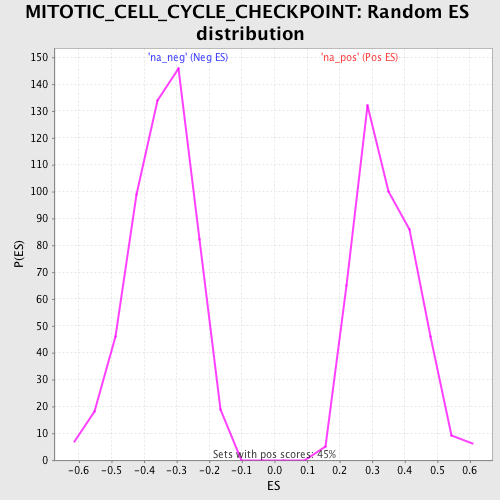 MITOTIC_CELL_CYCLE_CHECKPOINT: Random ES
distribution
'na_neg' (Neg ES) 'na_pos' (Pos ES)
150
140
130
120
110
100
90
80
70
60
50
40
30
20
10
0
P(ES)
Sets with pos scores: 45%
-0.6 -0.5 -0.4 -0.3 -0.2 -0.1 0.0 0.1 0.2 0.3 0.4 0.5 0.6
ES